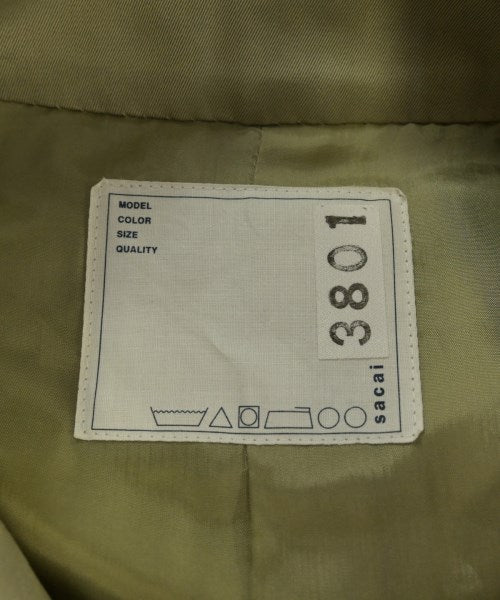 MODEL
COLOR
SIZE
QUALITY
3801
sacai